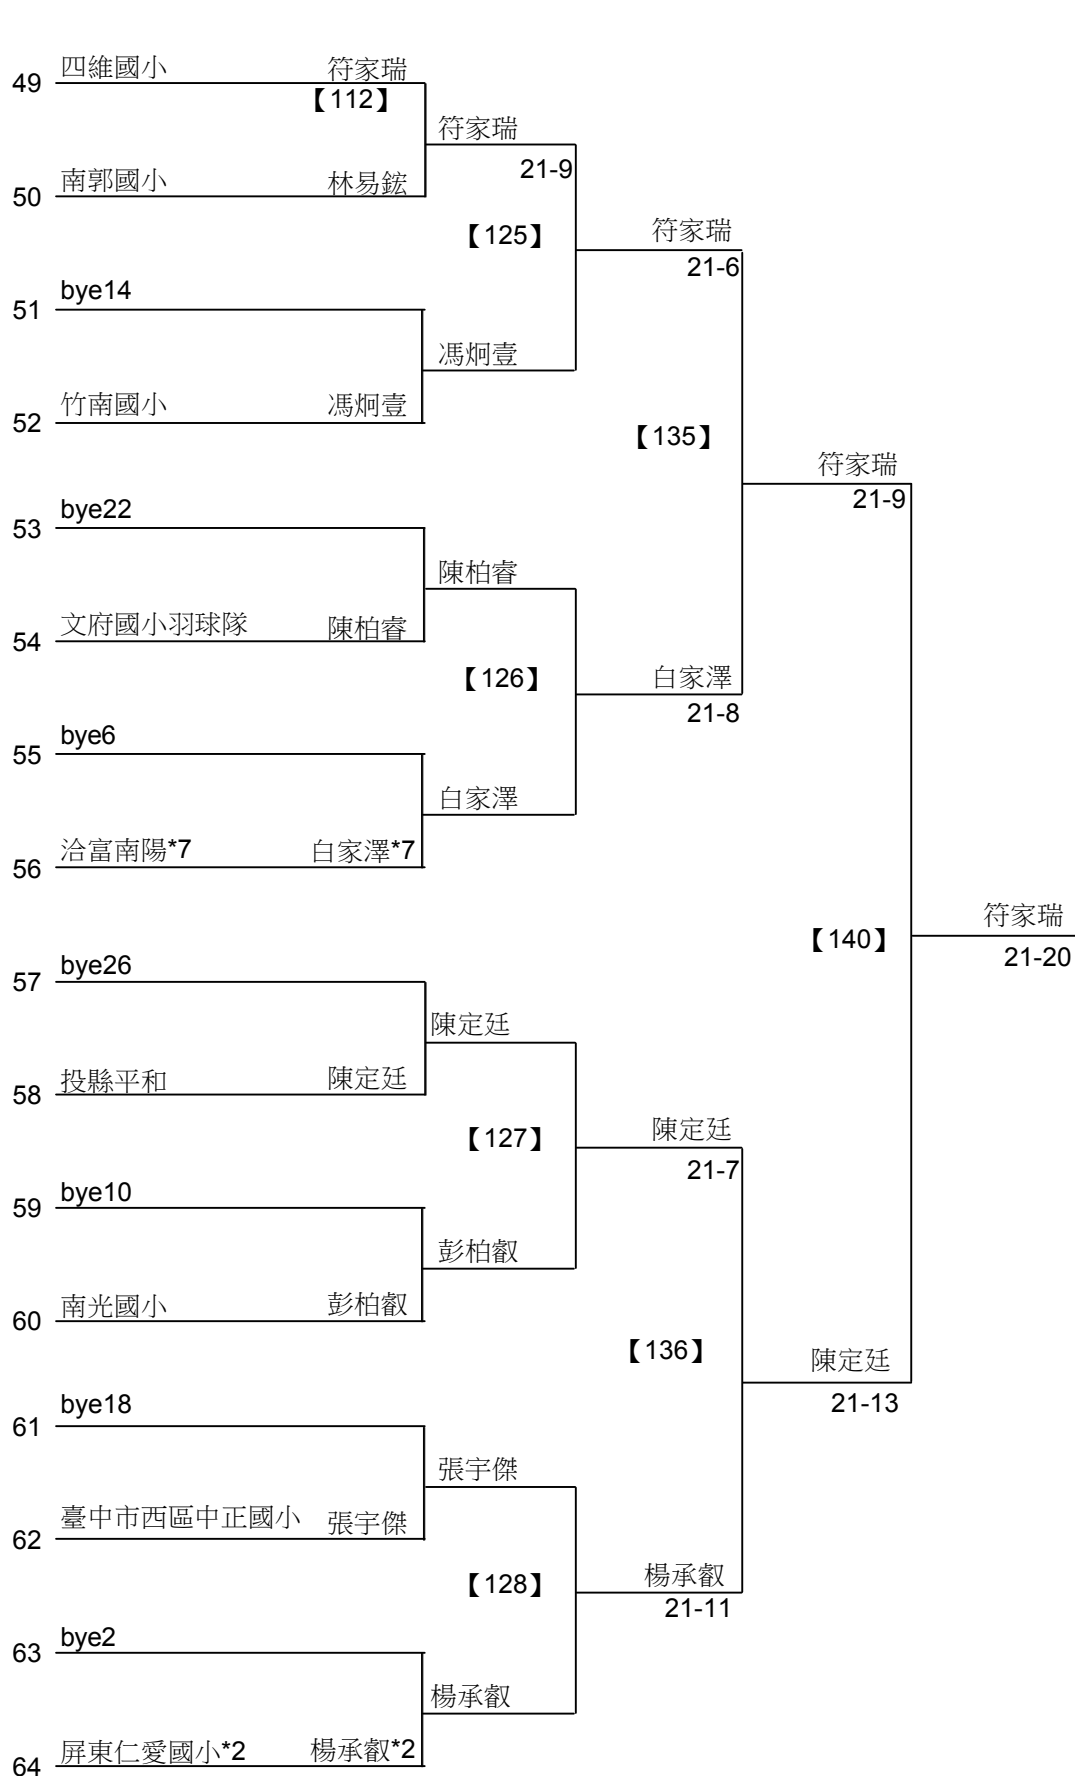 四維國小 符家瑞
49
【112】
符家瑞
21-9
南郭國小 林易鋐
50
【125】
符家瑞
21-6
bye14
51
馮炯壹
竹南國小 馮炯壹
52
【135】
符家瑞
21-9
bye22
53
陳柏睿
文府國小羽球隊 陳柏睿
54
【126】
白家澤
21-8
bye6
55
白家澤
洽富南陽*7 白家澤*7
56
符家瑞
【140】
21-20
bye26
57
陳定廷
投縣平和 陳定廷
58
【127】
陳定廷
21-7
bye10
59
彭柏叡
南光國小 彭柏叡
60
【136】
陳定廷
21-13
bye18
61
張宇傑
臺中市西區中正國小 張宇傑
62
【128】
楊承叡
21-11
bye2
63
楊承叡
屏東仁愛國小*2 楊承叡*2
64